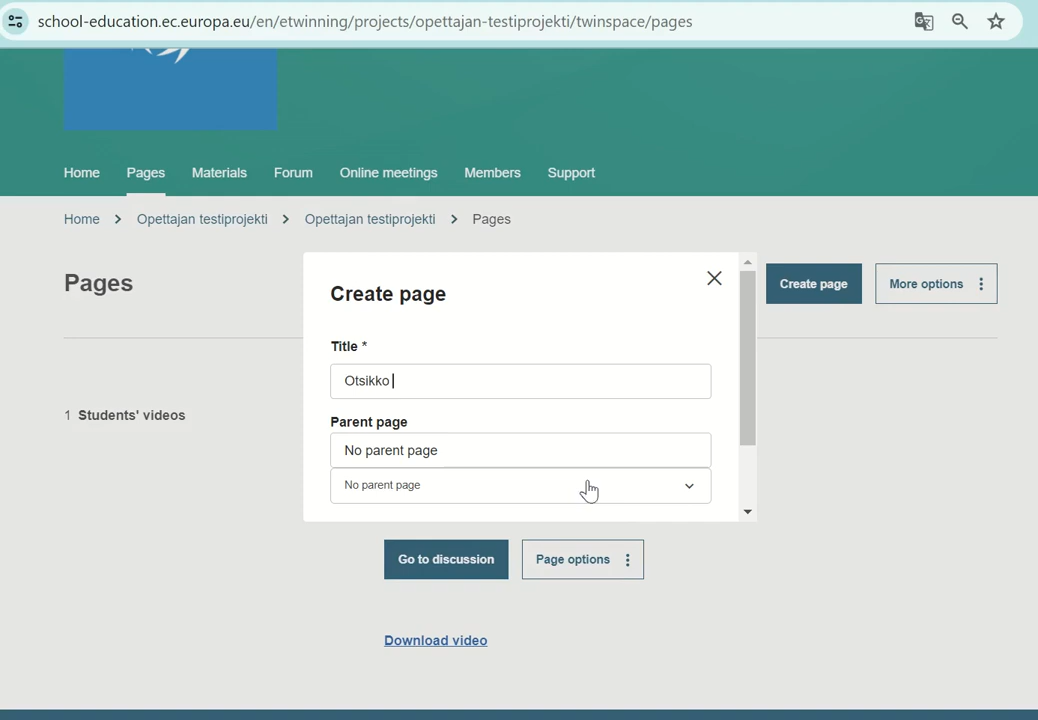 school-education.ec.europa.eu/en/etwinning/projects/opettajan-testiprojekti/twinspace/pages
Home Pages Materials Forum Online meetings Members Support
Home > Opettajan testiprojekti > Opettajan testiprojekti > Pages
Pages
Create page
More options
Create page
Title *
Otsikko
Parent page
No parent page
No parent page
1 Students' videos
Go to discussion
Page options
Download video